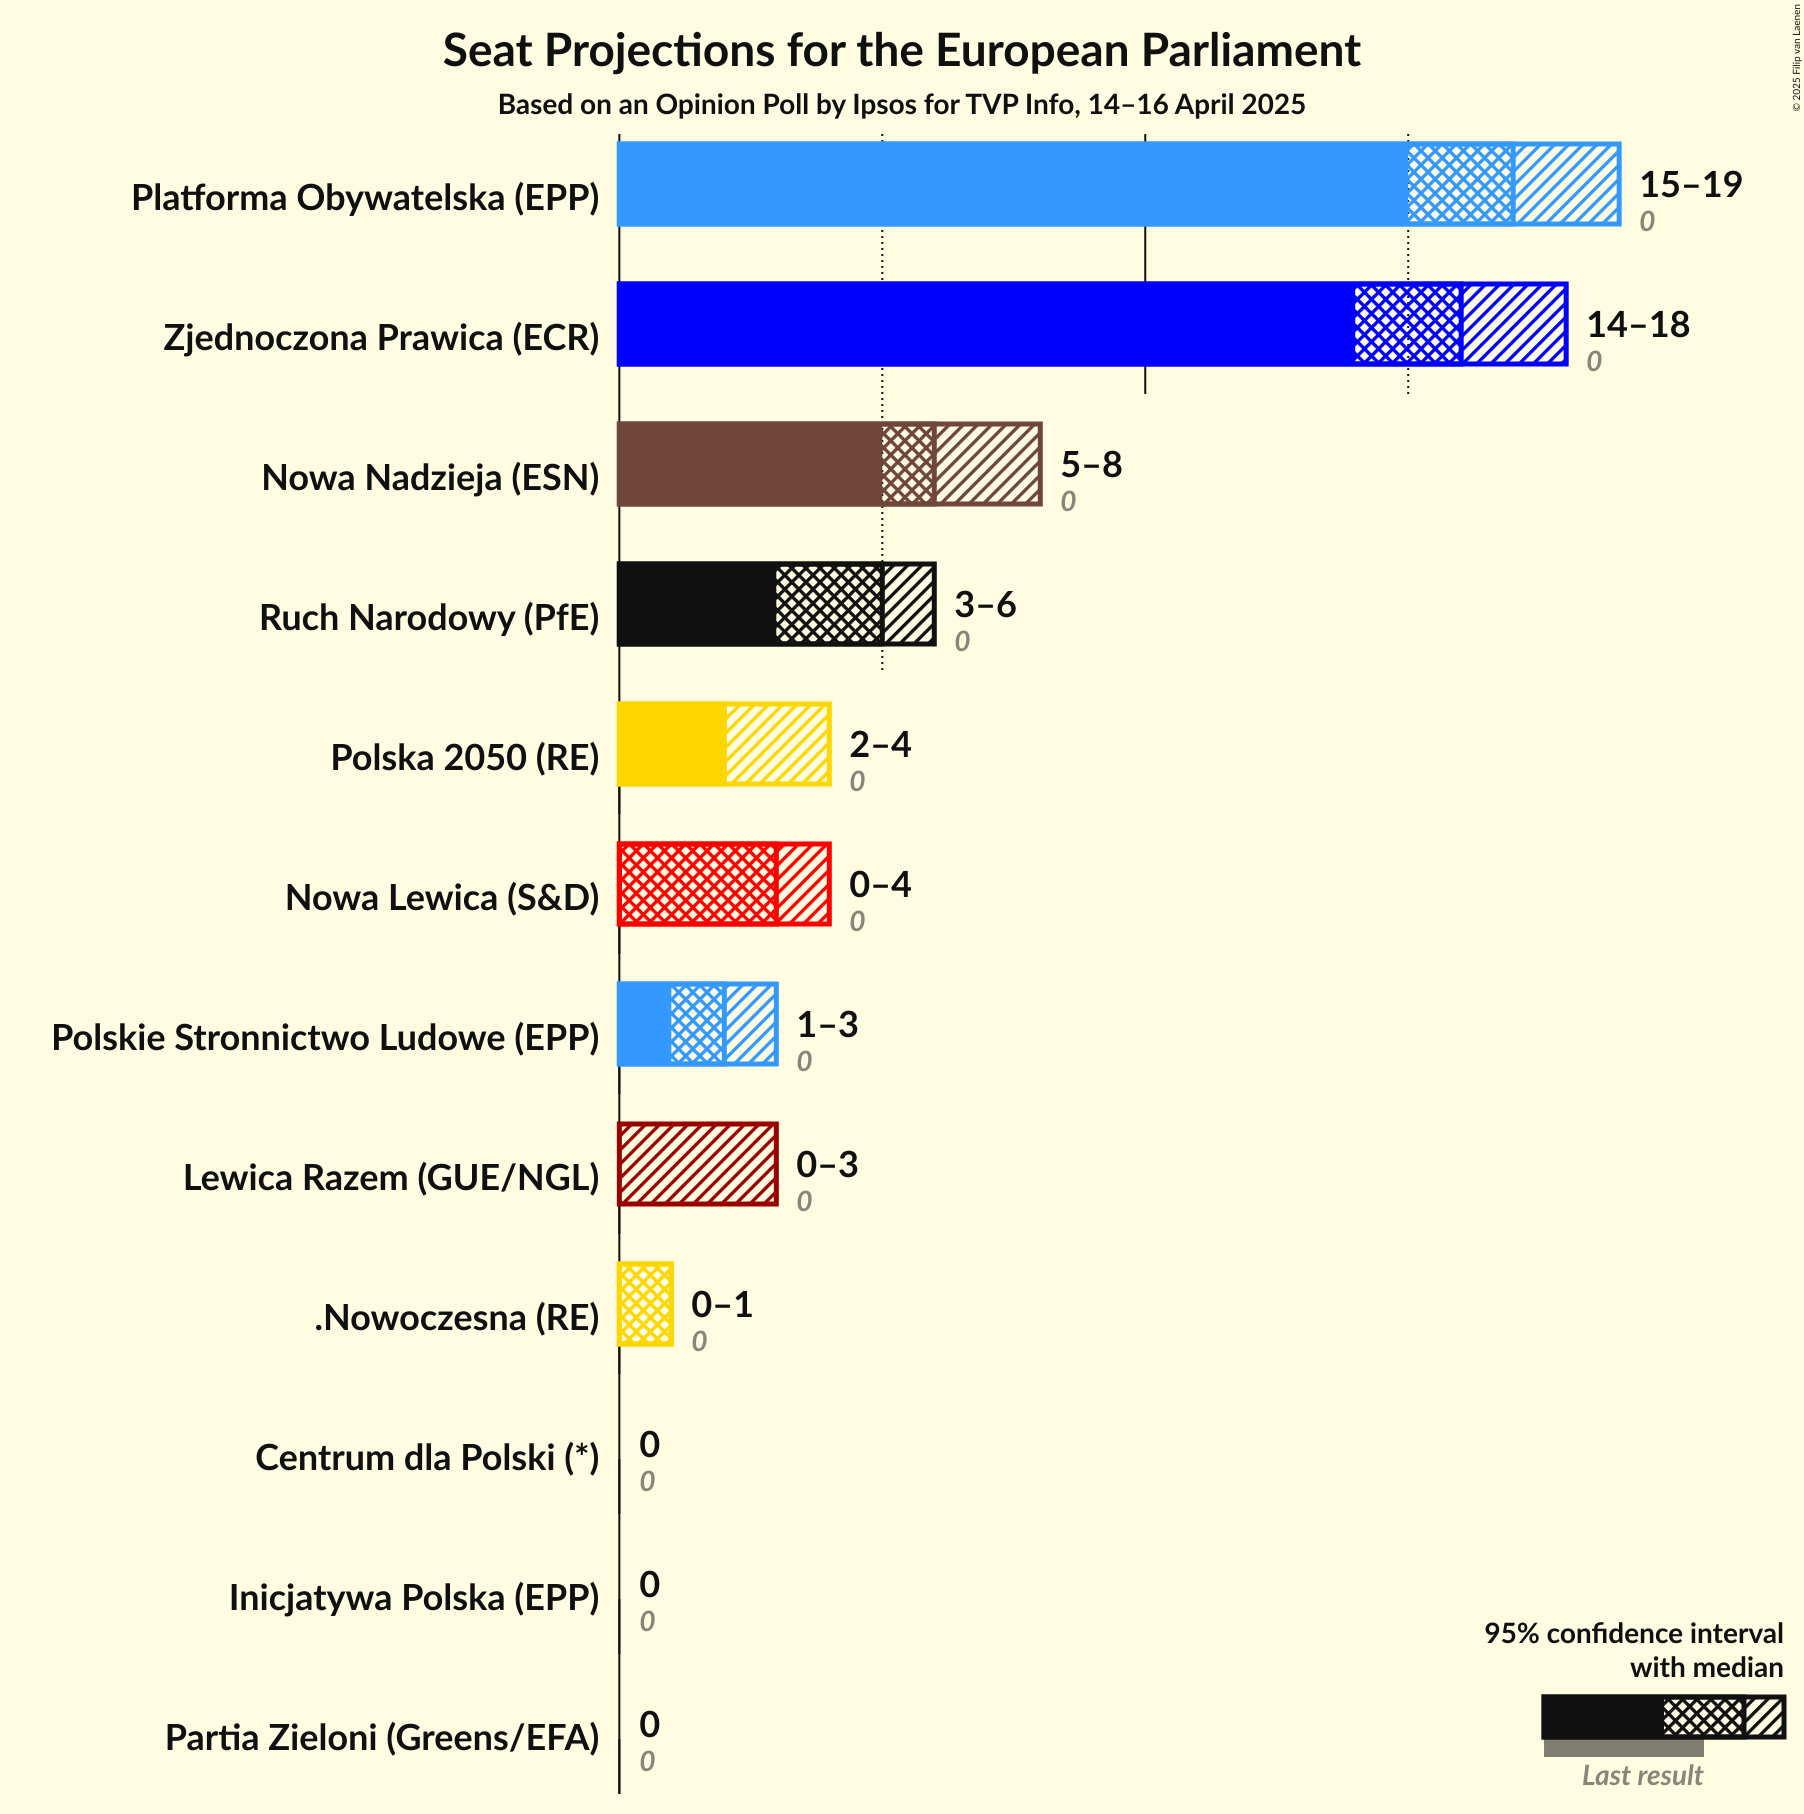 Seat Projections for the European Parliament
Based on an Opinion Poll by Ipsos for TVP Info, 14–16 April 2025
© 2025 Filip van Laenen
Platforma Obywatelska (EPP)
15–19
0
Zjednoczona Prawica (ECR)
14–18
0
Nowa Nadzieja (ESN)
5–8
0
Ruch Narodowy (PfE)
3–6
0
Polska 2050 (RE)
2–4
0
Nowa Lewica (S&D)
0–4
0
Polskie Stronnictwo Ludowe (EPP)
1–3
0
Lewica Razem (GUE/NGL)
0–3
0
.Nowoczesna (RE)
0–1
0
Centrum dla Polski (*)
0
0
Inicjatywa Polska (EPP)
0
0
Partia Zieloni (Greens/EFA)
0
0
95% confidence interval
with median
Last result